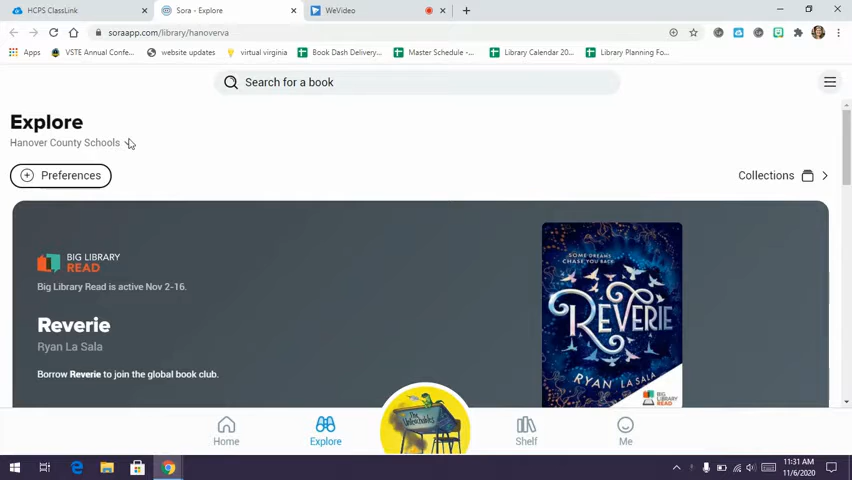 HCPS ClassLink
Sora - Explore
WeVideo
soraapp.com/library/hanoverva
Apps
VSTE Annual Confe...
website updates
virtual virginia
Book Dash Delivery...
Master Schedule -...
Library Calendar 20...
Library Planning Fo...
Search for a book
Explore
Hanover County Schools
Preferences
Collections
BIG LIBRARY
READ
Big Library Read is active Nov 2-16.
Reverie
Ryan La Sala
Borrow Reverie to join the global book club.
SOME DREAMS
CHASE YOU BACK
REVERIE
RYAN LA SALA
BIG LIBRARY
READ
Home
Explore
The
Unteachables
Shelf
Me
11:31 AM
11/6/2020